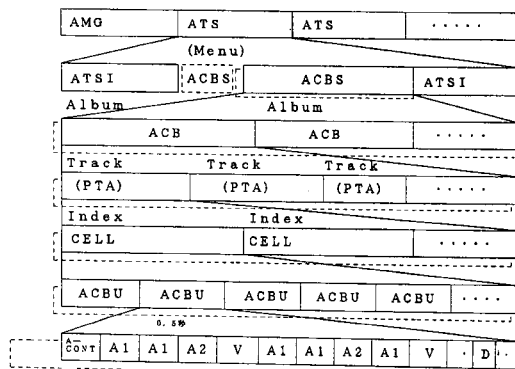 AMG ATS ATS ·····
(Menu)
ATSI ACBS ACBS ATSI
Album Album
ACB ACB ·····
Track Track Track
(PTA) (PTA) (PTA) ·····
Index Index
CELL CELL ·····
ACBU ACBU ACBU ACBU ACBU ····
0.5秒
A-CONT A1 A1 A2 V A1 A1 A2 A1 V · D ··